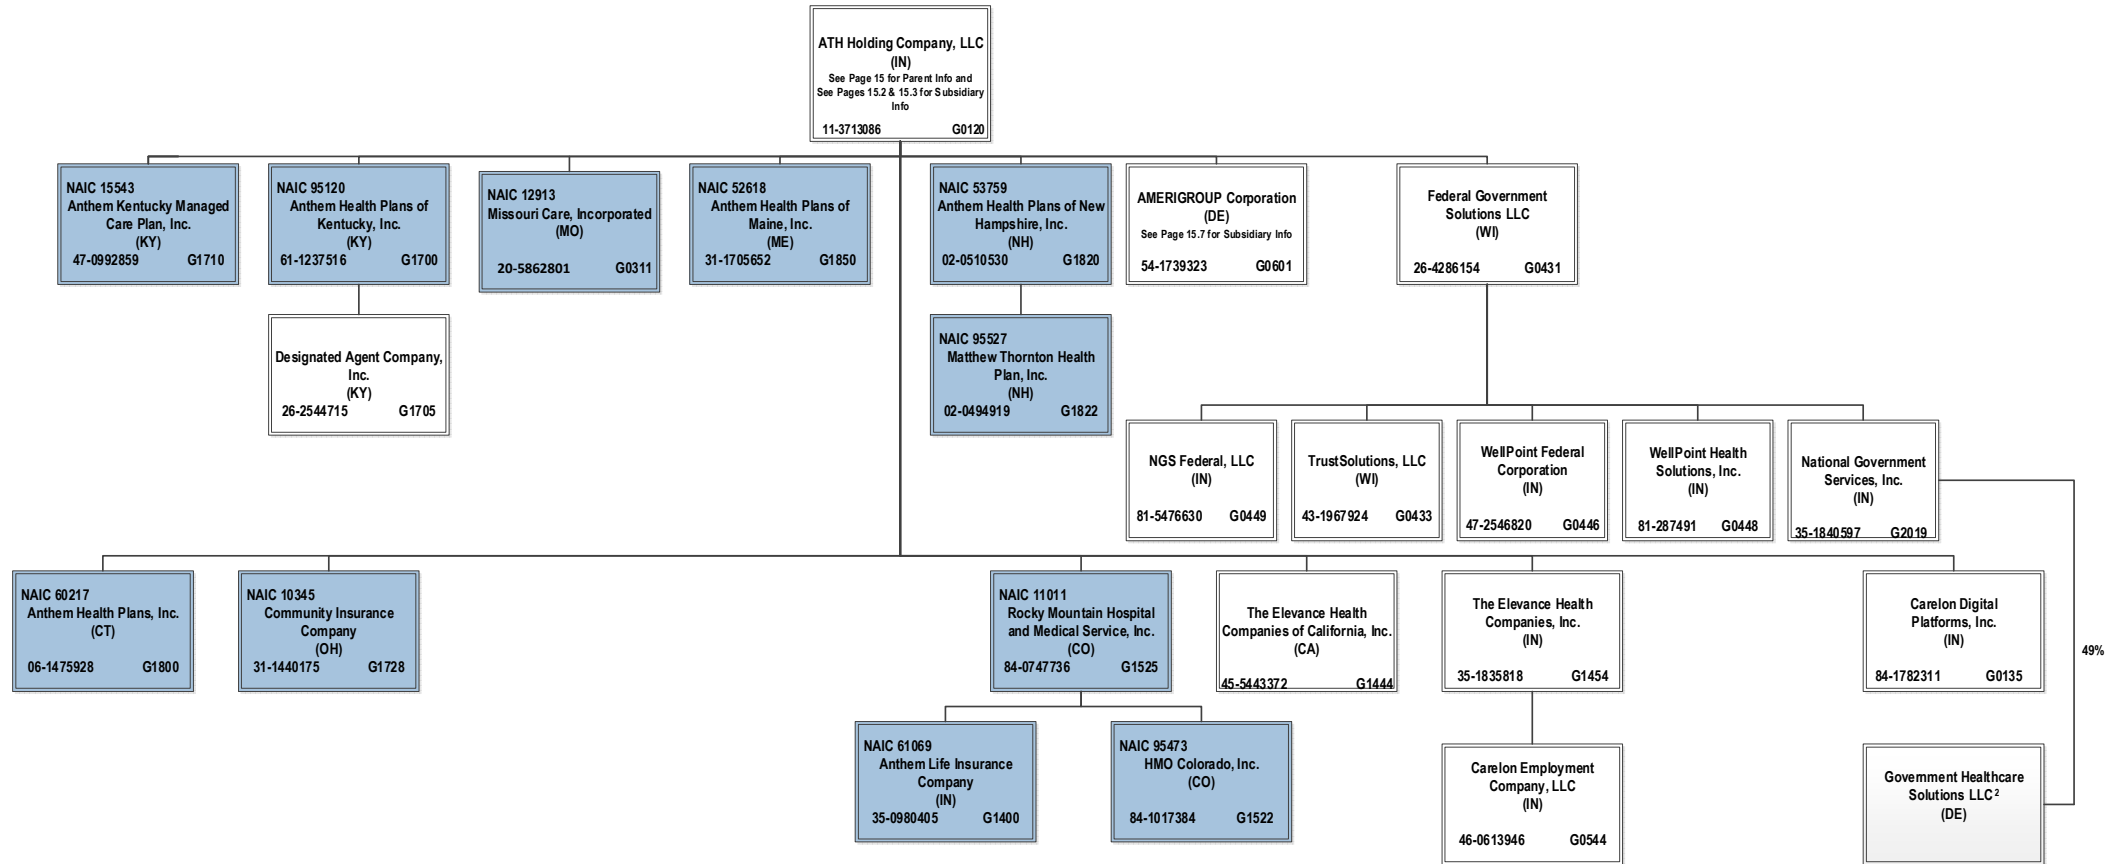 ATH Holding Company, LLC
(IN)
See Page 15 for Parent Info and
See Pages 15.2 & 15.3 for Subsidiary
Info
11-3713086 G0120
NAIC 15543
Anthem Kentucky Managed
Care Plan, Inc.
(KY)
47-0992859 G1710
NAIC 95120
Anthem Health Plans of
Kentucky, Inc.
(KY)
61-1237516 G1700
NAIC 12913
Missouri Care, Incorporated
(MO)
20-5862801 G0311
NAIC 52618
Anthem Health Plans of
Maine, Inc.
(ME)
31-1705652 G1850
NAIC 53759
Anthem Health Plans of New
Hampshire, Inc.
(NH)
02-0510530 G1820
AMERIGROUP Corporation
(DE)
See Page 15.7 for Subsidiary Info
54-1739323 G0601
Federal Government
Solutions LLC
(WI)
26-4286154 G0431
Designated Agent Company,
Inc.
(KY)
26-2544715 G1705
NAIC 95527
Matthew Thornton Health
Plan, Inc.
(NH)
02-0494919 G1822
NGS Federal, LLC
(IN)
81-5476630 G0449
TrustSolutions, LLC
(WI)
43-1967924 G0433
WellPoint Federal
Corporation
(IN)
47-2546820 G0446
WellPoint Health
Solutions, Inc.
(IN)
81-287491 G0448
National Government
Services, Inc.
(IN)
35-1840597 G2019
NAIC 60217
Anthem Health Plans, Inc.
(CT)
06-1475928 G1800
NAIC 10345
Community Insurance
Company
(OH)
31-1440175 G1728
NAIC 11011
Rocky Mountain Hospital
and Medical Service, Inc.
(CO)
84-0747736 G1525
The Elevance Health
Companies of California, Inc.
(CA)
45-5443372 G1444
The Elevance Health
Companies, Inc.
(IN)
35-1835818 G1454
Carelon Digital
Platforms, Inc.
(IN)
84-1782311 G0135
49%
NAIC 61069
Anthem Life Insurance
Company
(IN)
35-0980405 G1400
NAIC 95473
HMO Colorado, Inc.
(CO)
84-1017384 G1522
Carelon Employment
Company, LLC
(IN)
46-0613946 G0544
Government Healthcare
Solutions LLC²
(DE)